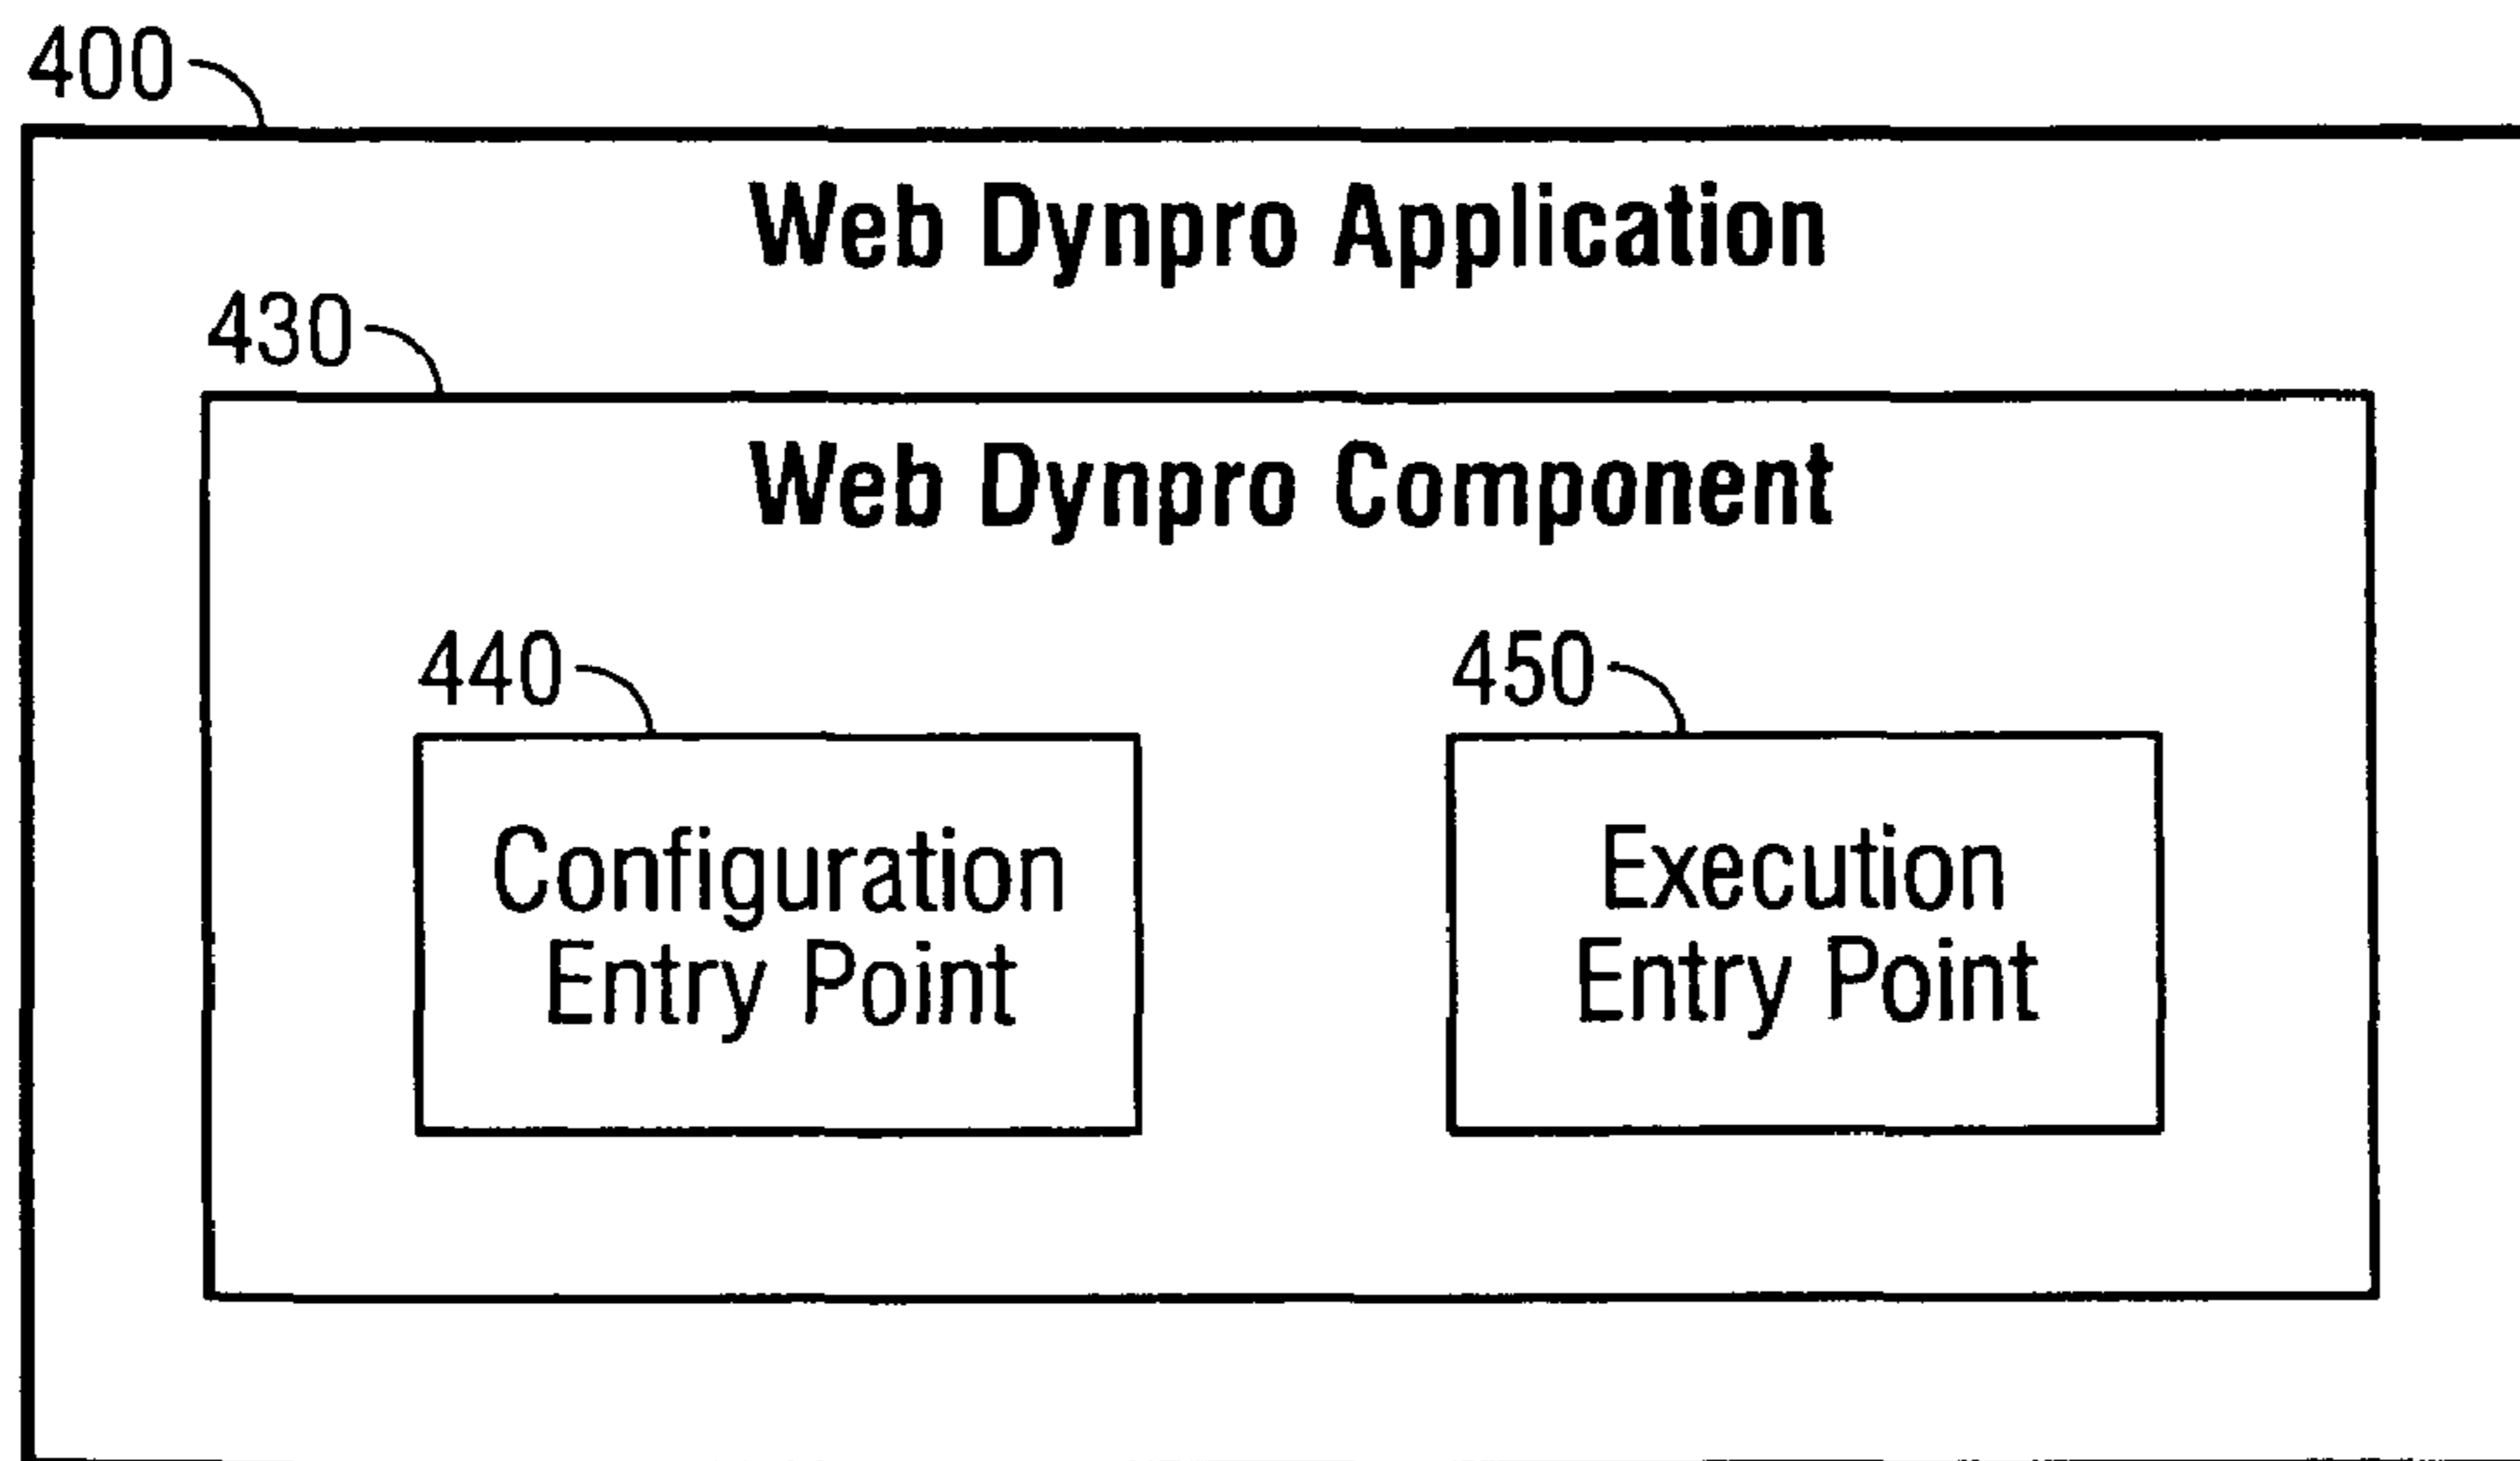 400
Web Dynpro Application
430
Web Dynpro Component
440
450
Configuration
Entry Point
Execution
Entry Point